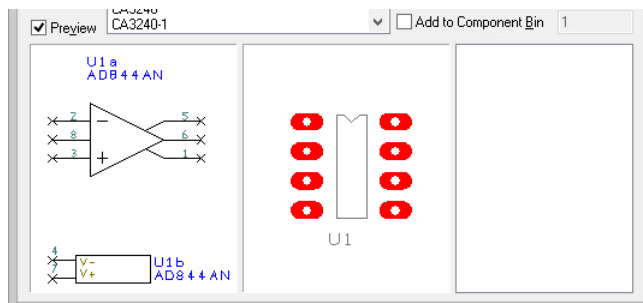 CA3240
Preview
CA3240-1
Add to Component Bin
1
U1a
AD844AN
2
8
3
5
6
1
4
7
V-
V+
U1b
AD844AN
U1